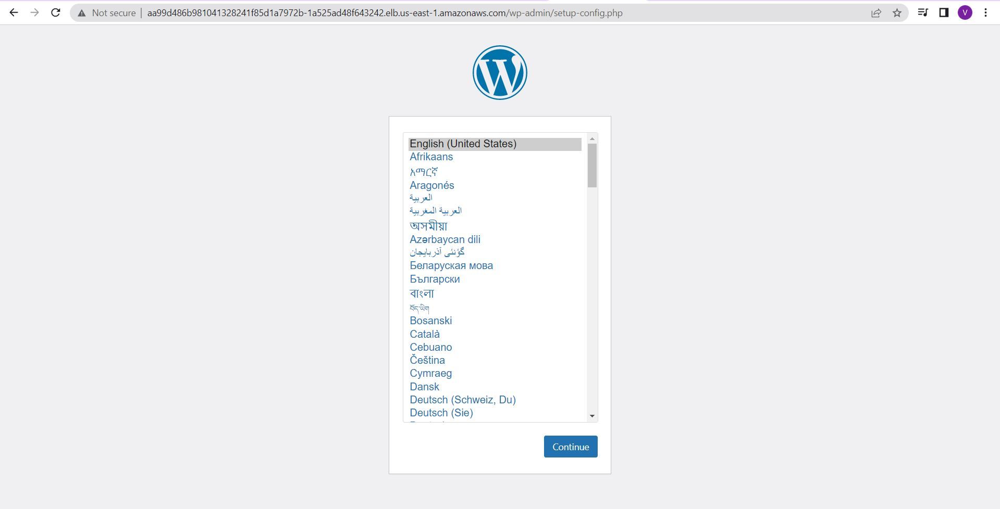 Not secure
aa99d486b981041328241f85d1a7972b-1a525ad48f643242.elb.us-east-1.amazonaws.com/wp-admin/setup-config.php
V
W
English (United States)
Afrikaans
አማርኛ
Aragonés
العربية
العربية المغربية
অসমীয়া
Azərbaycan dili
گؤنئی آذربایجان
Беларуская мова
Български
বাংলা
བོད་ཡིག
Bosanski
Català
Cebuano
Čeština
Cymraeg
Dansk
Deutsch (Schweiz, Du)
Deutsch (Sie)
Continue